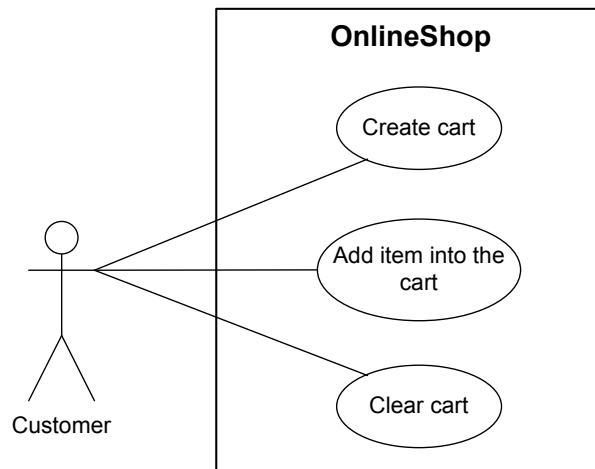 OnlineShop
Create cart
Add item into the
cart
Clear cart
Customer